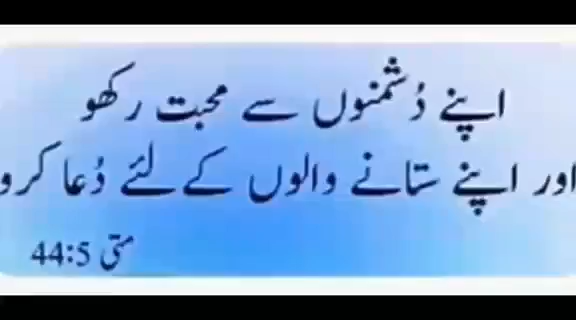 اپنے دُشمنوں سے محبت رکھو
اور اپنے ستانے والوں کے لئے دُعا کرو
متی 44:5